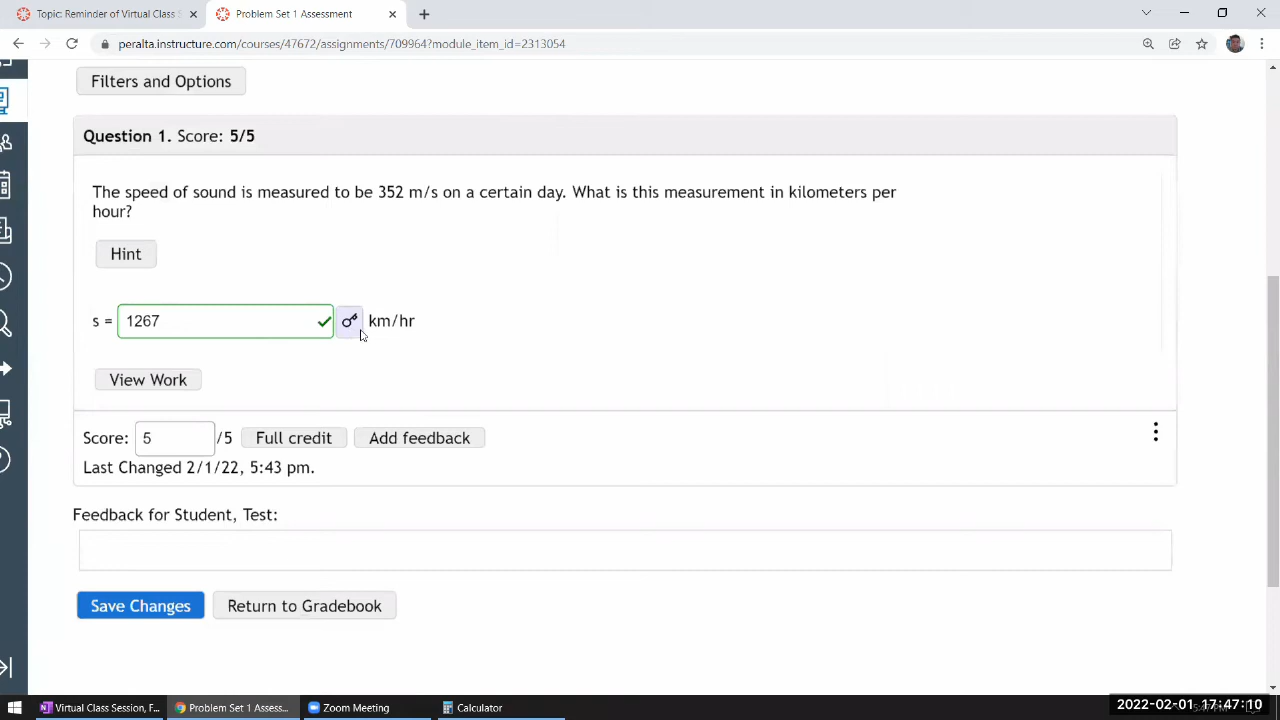 Topic: Reminder of Virtual Class
Problem Set 1 Assessment
peralta.instructure.com/courses/47672/assignments/709964?module_item_id=2313054
Filters and Options
Question 1. Score: 5/5
The speed of sound is measured to be 352 m/s on a certain day. What is this measurement in kilometers per
hour?
Hint
s = 1267 km/hr
View Work
Score: 5 /5 Full credit Add feedback
Last Changed 2/1/22, 5:43 pm.
Feedback for Student, Test:
Save Changes Return to Gradebook
Virtual Class Session, F... Problem Set 1 Assess... Zoom Meeting Calculator
2022-02-01 17:47:10